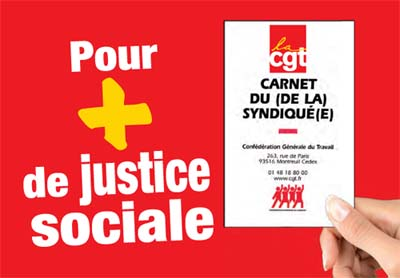 Pour
+
de justice
sociale
la
cgt
CARNET
DU (DE LA)
SYNDIQUÉ(E)
Confédération Générale du Travail
263, rue de Paris
93516 Montreuil Cedex
01 48 18 80 00
www.cgt.fr